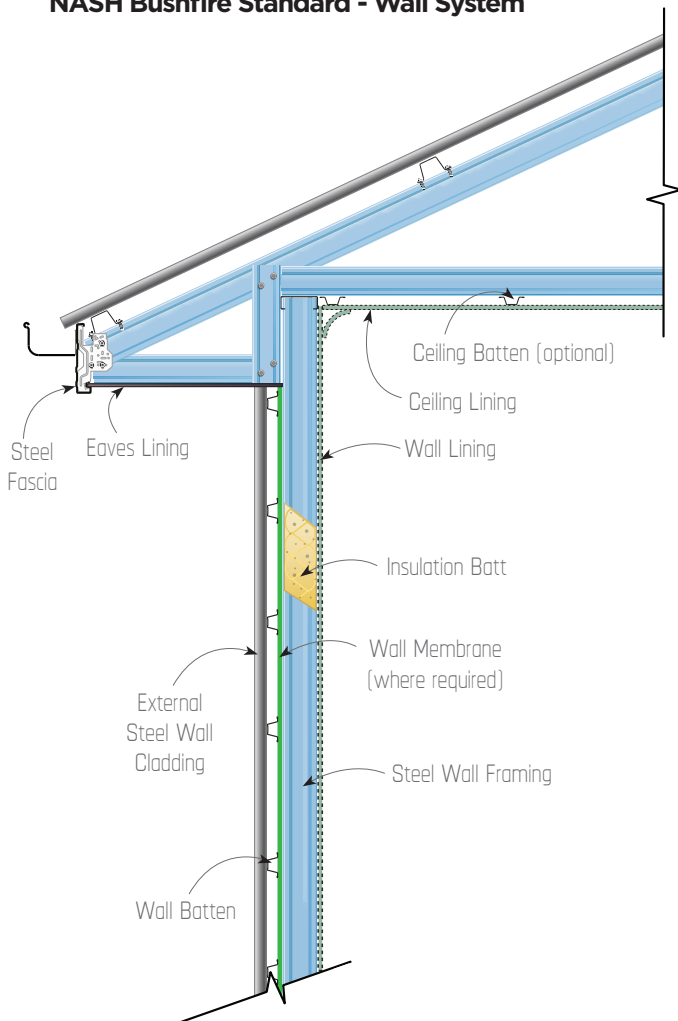 NASH Bushfire Standard - Wall System
Ceiling Batten (optional)
Ceiling Lining
Steel
Fascia
Eaves Lining
Wall Lining
Insulation Batt
Wall Membrane
(where required)
External
Steel Wall
Cladding
Steel Wall Framing
Wall Batten